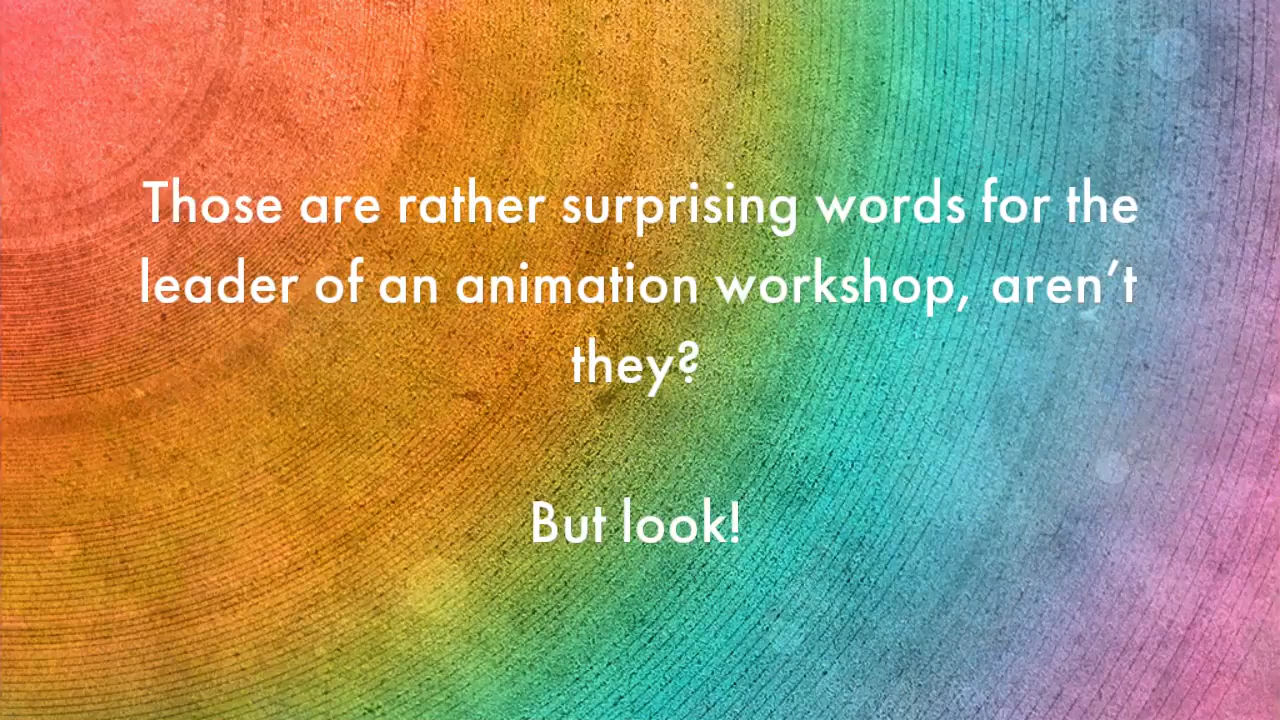 Those are rather surprising words for the
leader of an animation workshop, aren’t
they?
But look!